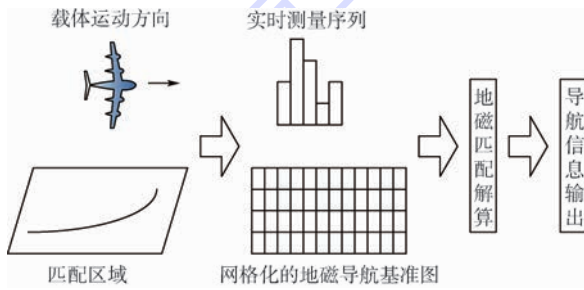 载体运动方向
实时测量序列
地磁匹配解算
导航信息输出
匹配区域
网格化的地磁导航基准图